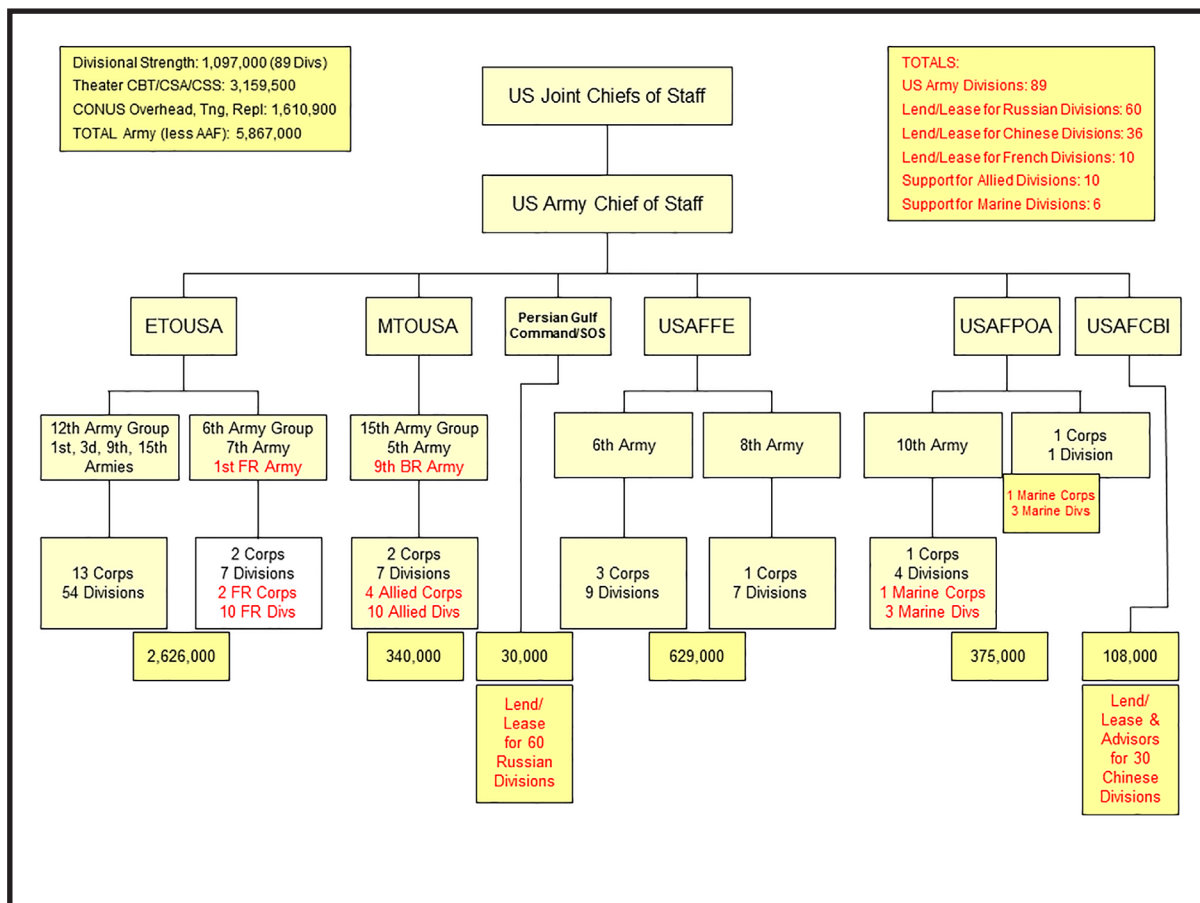 Divisional Strength: 1,097,000 (89 Divs)
Theater CBT/CSA/CSS: 3,159,500
CONUS Overhead, Tng, Repl: 1,610,900
TOTAL Army (less AAF): 5,867,000
US Joint Chiefs of Staff
TOTALS:
US Army Divisions: 89
Lend/Lease for Russian Divisions: 60
Lend/Lease for Chinese Divisions: 36
Lend/Lease for French Divisions: 10
Support for Allied Divisions: 10
Support for Marine Divisions: 6
US Army Chief of Staff
ETOUSA
MTOUSA
Persian Gulf
Command/SOS
USAFFE
USAFPOA
USAFCBI
12th Army Group
1st, 3d, 9th, 15th
Armies
6th Army Group
7th Army
1st FR Army
15th Army Group
5th Army
9th BR Army
6th Army
8th Army
10th Army
1 Corps
1 Division
1 Marine Corps
3 Marine Divs
13 Corps
54 Divisions
2 Corps
7 Divisions
2 FR Corps
10 FR Divs
2 Corps
7 Divisions
4 Allied Corps
10 Allied Divs
3 Corps
9 Divisions
1 Corps
7 Divisions
1 Corps
4 Divisions
1 Marine Corps
3 Marine Divs
2,626,000
340,000
30,000
629,000
375,000
108,000
Lend/
Lease
for 60
Russian
Divisions
Lend/
Lease &
Advisors
for 30
Chinese
Divisions